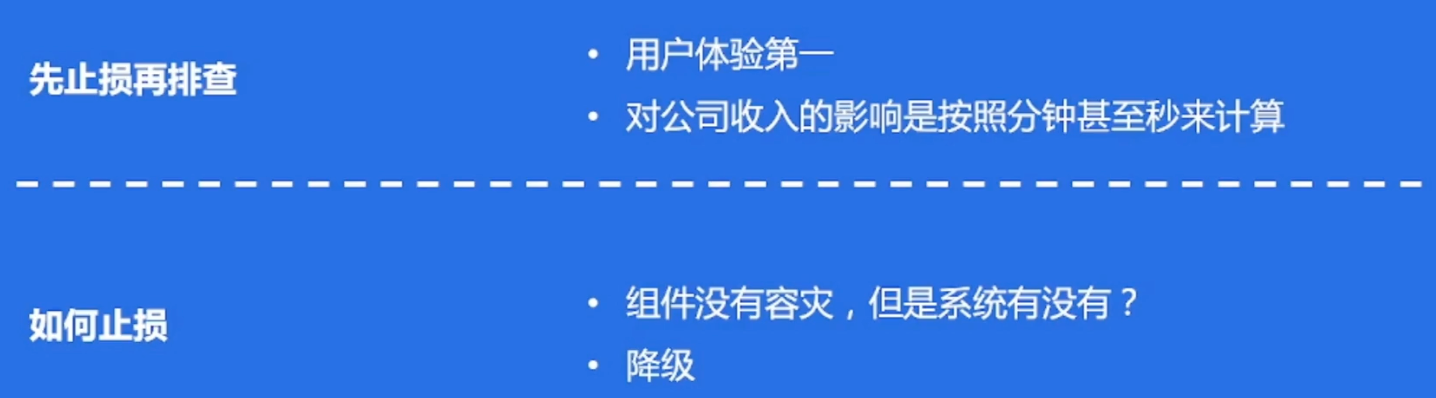 先止损再排查
• 用户体验第一
• 对公司收入的影响是按照分钟甚至秒来计算
如何止损
• 组件没有容灾，但是系统有没有？
• 降级